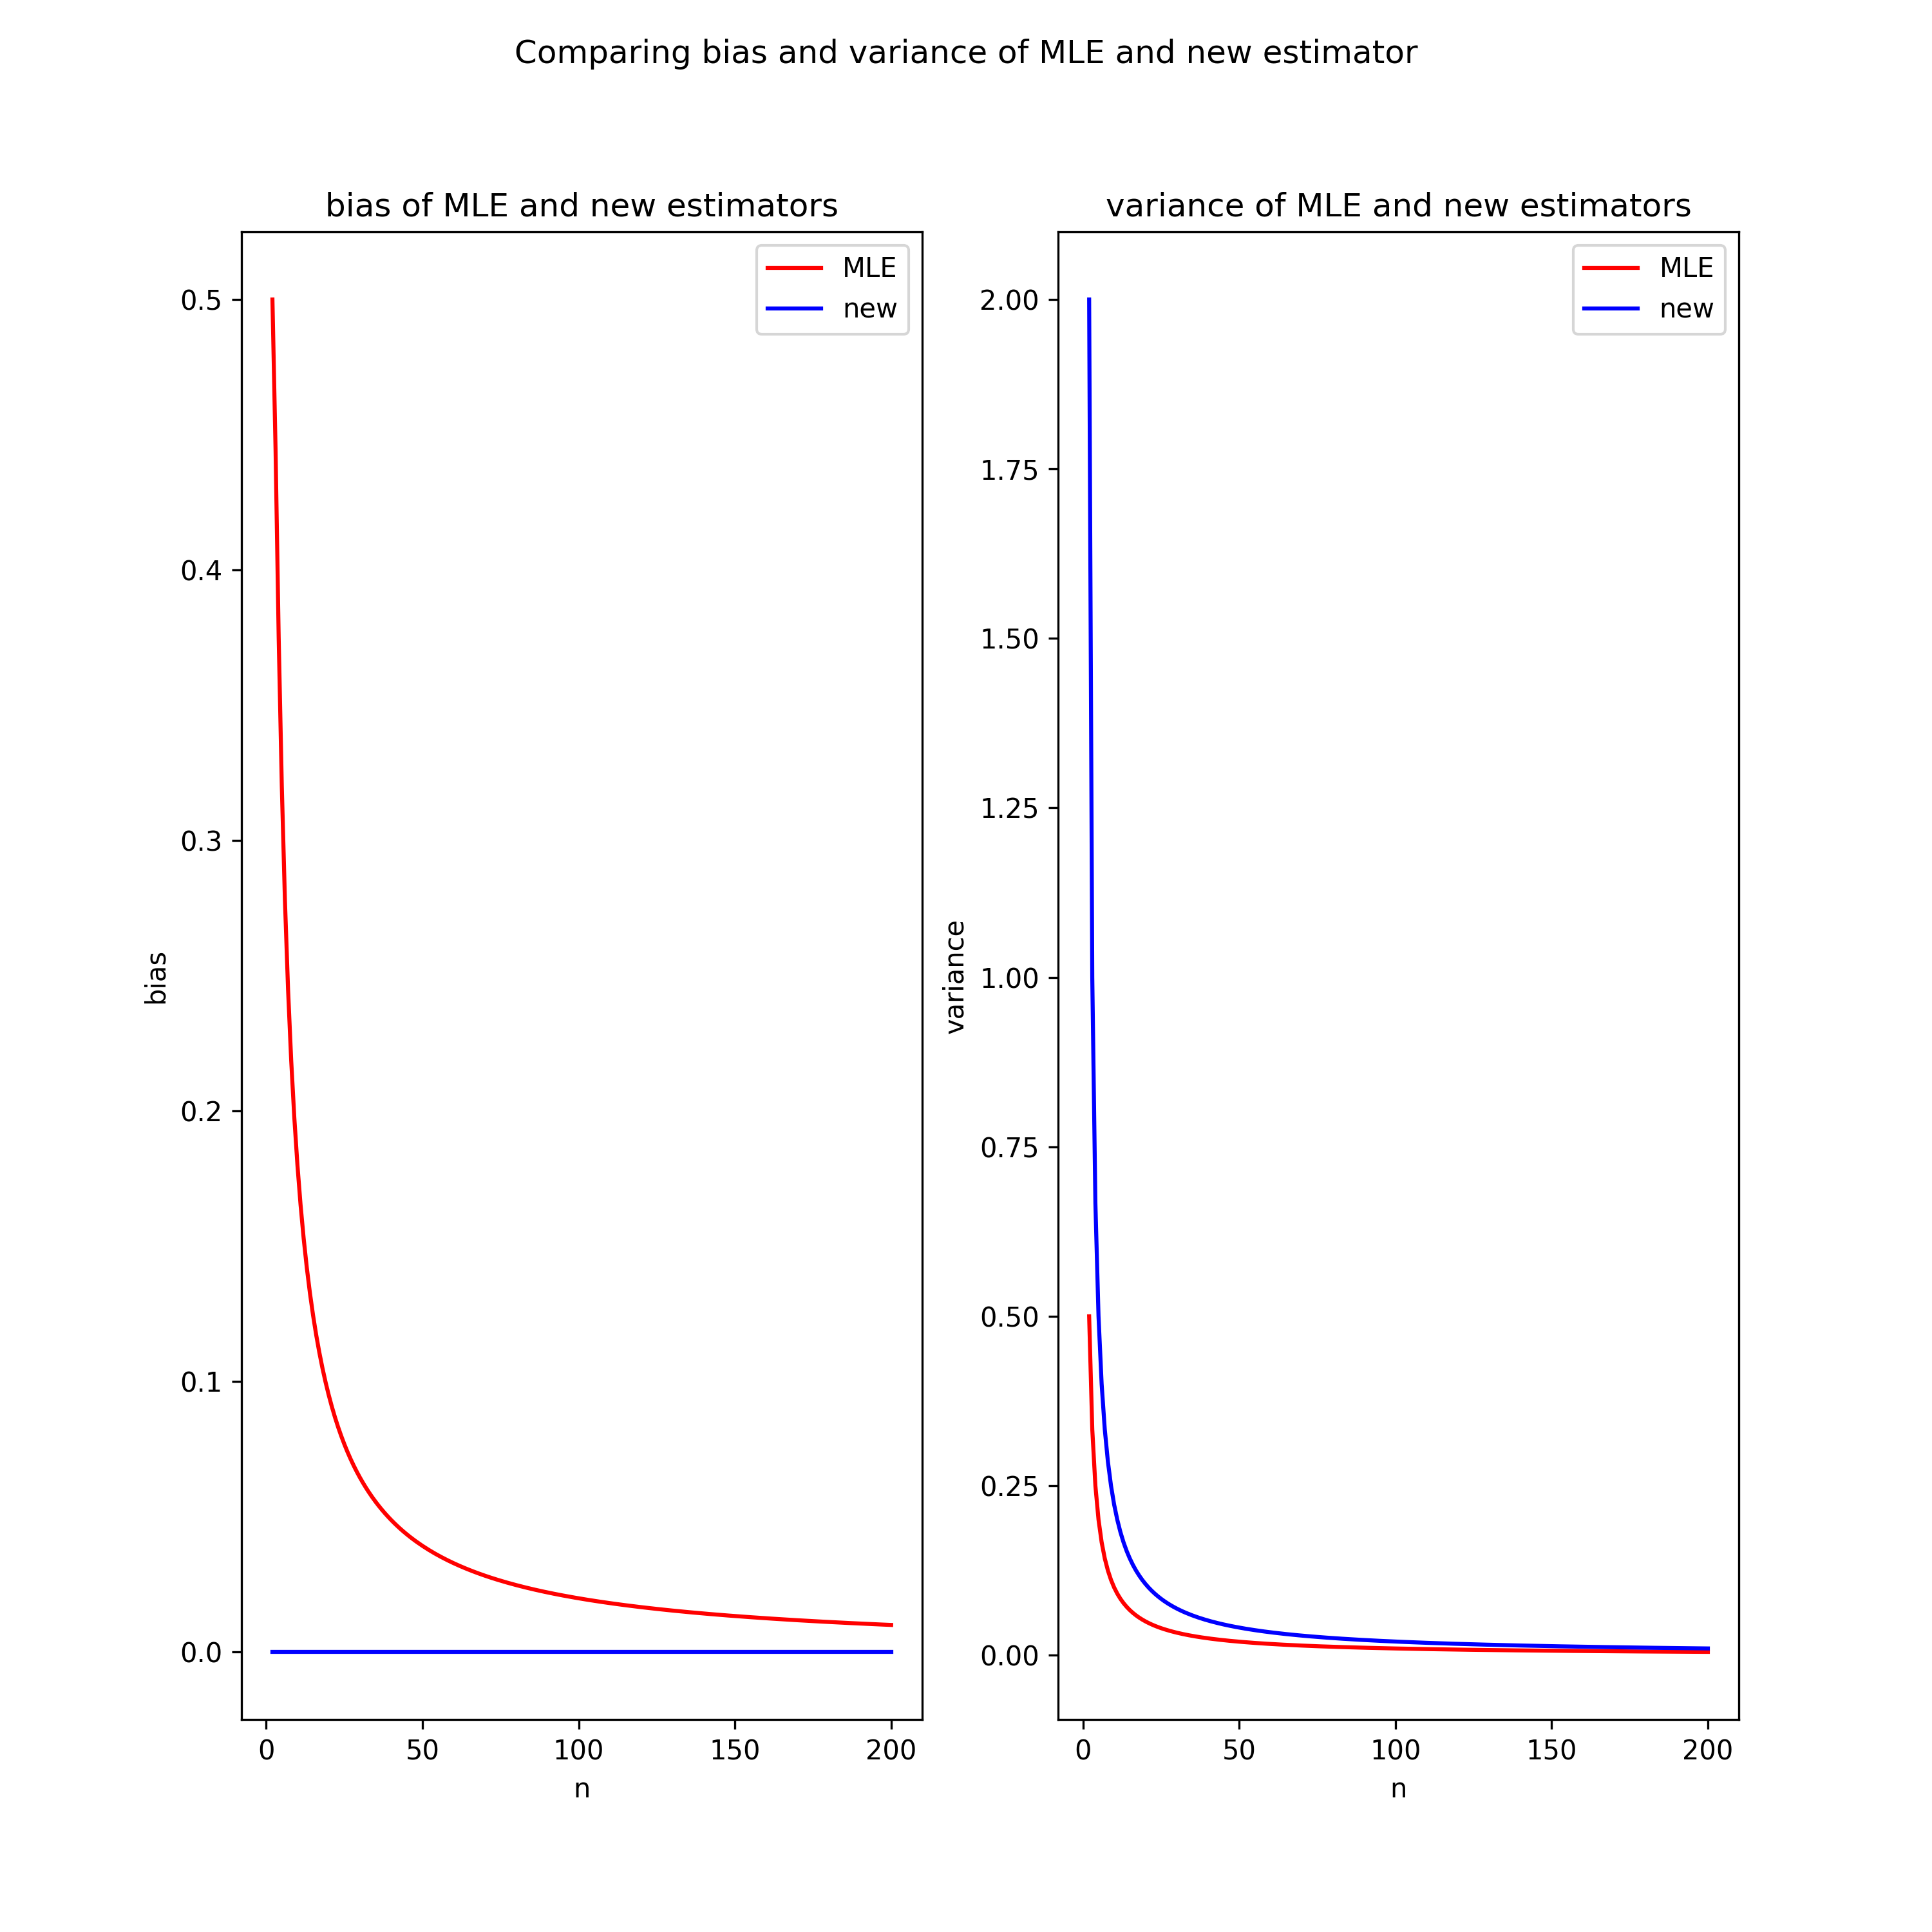 Comparing bias and variance of MLE and new estimator
bias of MLE and new estimators
MLE
new
0.5
0.4
0.3
0.2
0.1
0.0
bias
0 50 100 150 200
n
variance of MLE and new estimators
MLE
new
2.00
1.75
1.50
1.25
1.00
0.75
0.50
0.25
0.00
variance
0 50 100 150 200
n